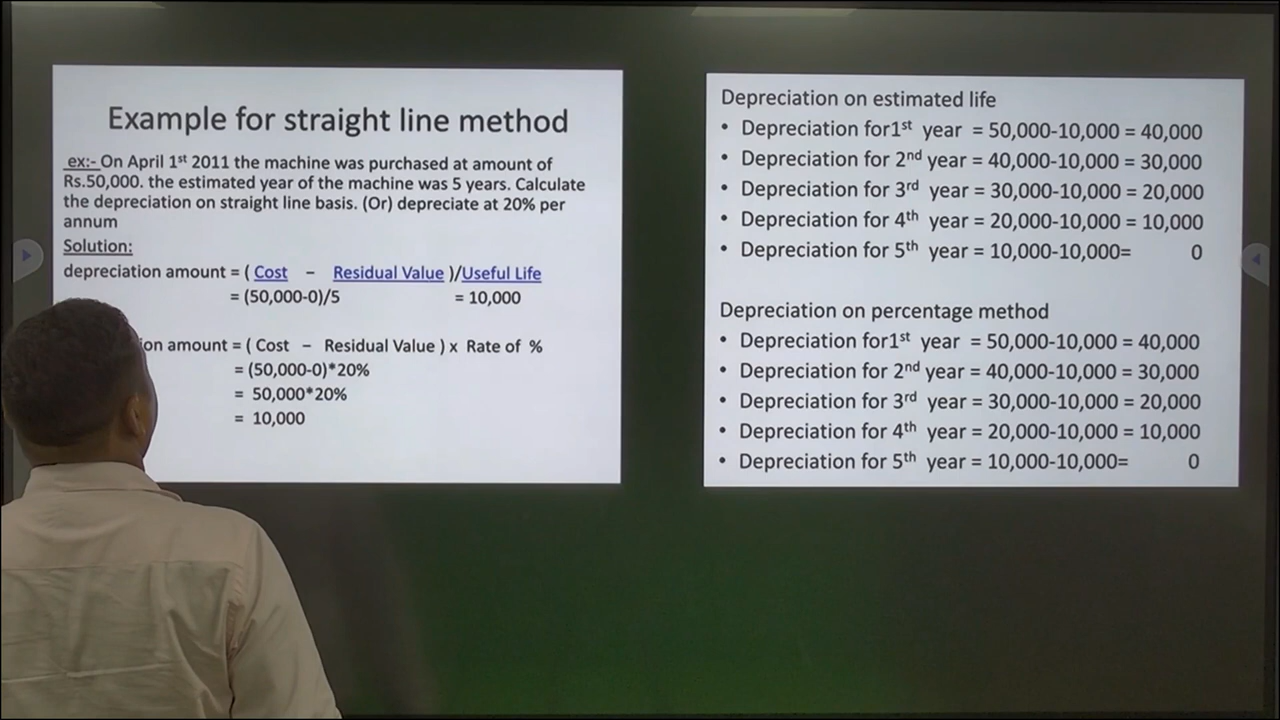 Example for straight line method
ex:- On April 1st 2011 the machine was purchased at amount of
Rs.50,000. the estimated year of the machine was 5 years. Calculate
the depreciation on straight line basis. (Or) depreciate at 20% per
annum
Solution:
depreciation amount = ( Cost – Residual Value )/Useful Life
= (50,000-0)/5 = 10,000
amount = ( Cost – Residual Value ) x Rate of %
= (50,000-0)*20%
= 50,000*20%
= 10,000
Depreciation on estimated life
• Depreciation for1st year = 50,000-10,000 = 40,000
• Depreciation for 2nd year = 40,000-10,000 = 30,000
• Depreciation for 3rd year = 30,000-10,000 = 20,000
• Depreciation for 4th year = 20,000-10,000 = 10,000
• Depreciation for 5th year = 10,000-10,000= 0
Depreciation on percentage method
• Depreciation for1st year = 50,000-10,000 = 40,000
• Depreciation for 2nd year = 40,000-10,000 = 30,000
• Depreciation for 3rd year = 30,000-10,000 = 20,000
• Depreciation for 4th year = 20,000-10,000 = 10,000
• Depreciation for 5th year = 10,000-10,000= 0